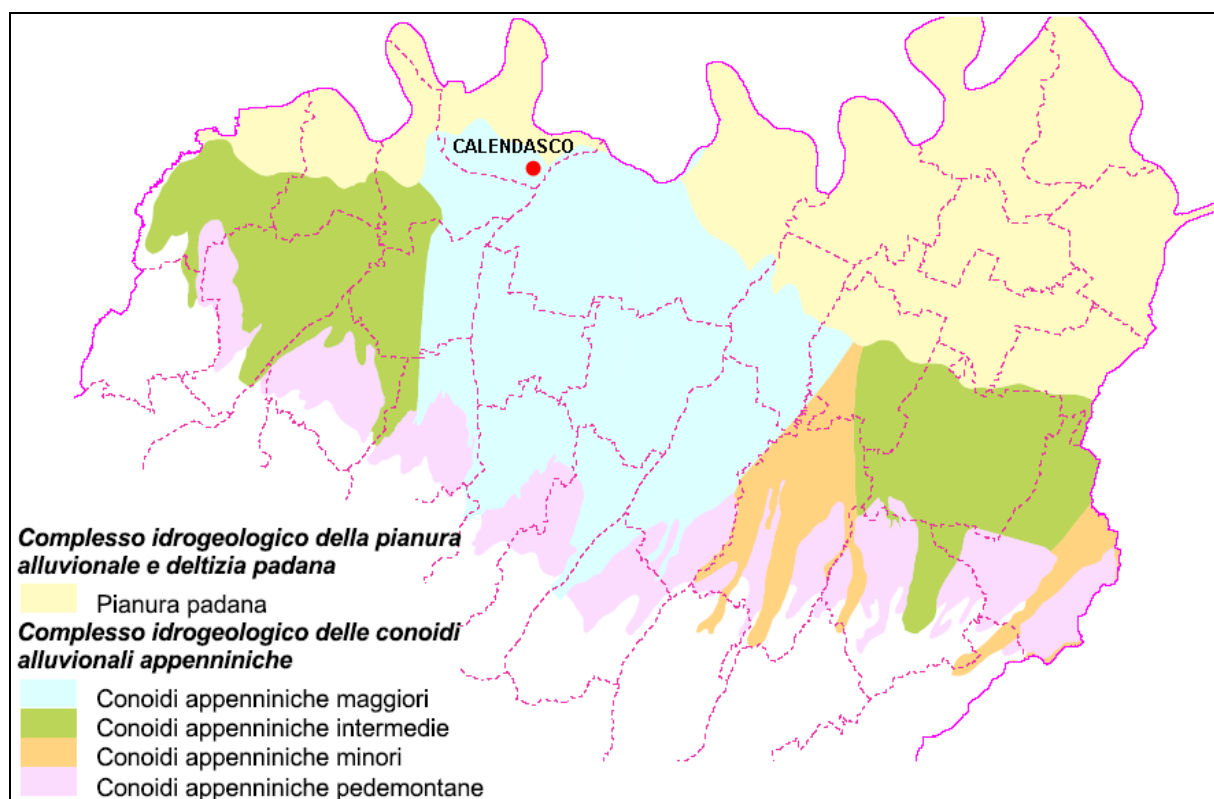 CALENDASCO
Complesso idrogeologico della pianura
alluvionale e deltizia padana
Pianura padana
Complesso idrogeologico delle conoidi
alluvionali appenniniche
Conoidi appenniniche maggiori
Conoidi appenniniche intermedie
Conoidi appenniniche minori
Conoidi appenniniche pedemontane